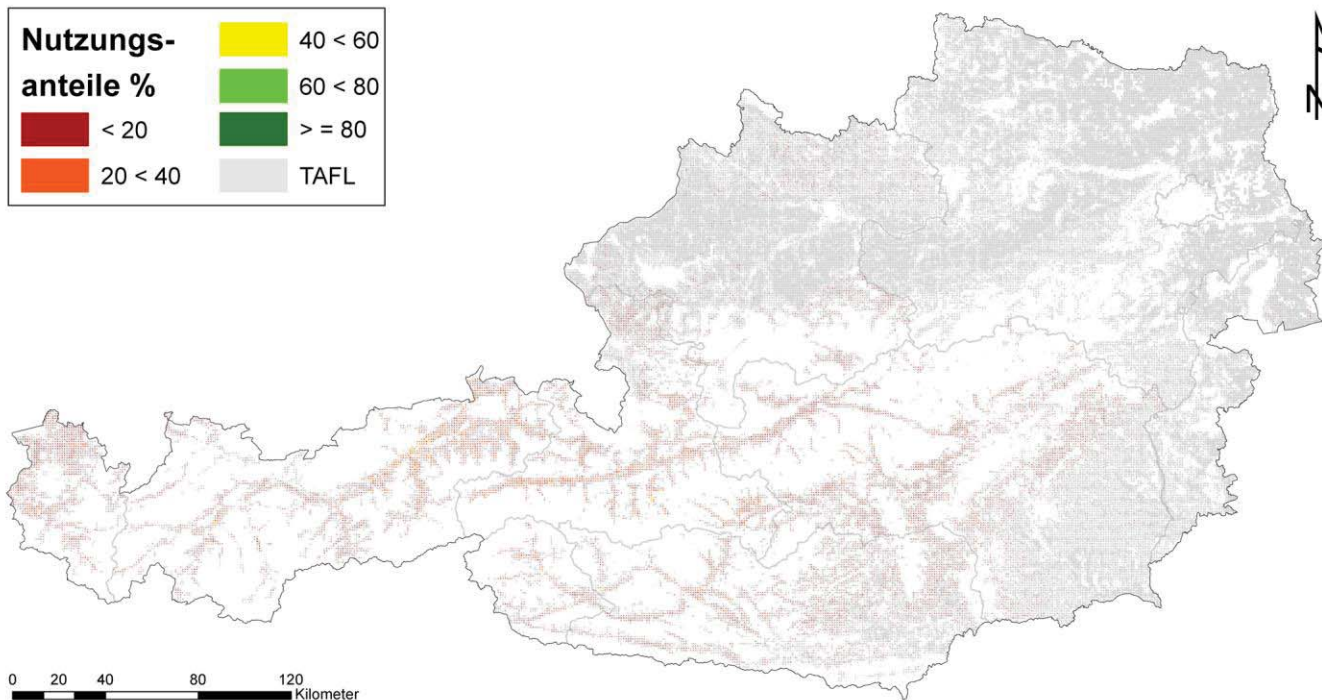 Nutzungs-
anteile %
< 20
20 < 40
40 < 60
60 < 80
> = 80
TAFL
N
0 20 40 80 120
Kilometer